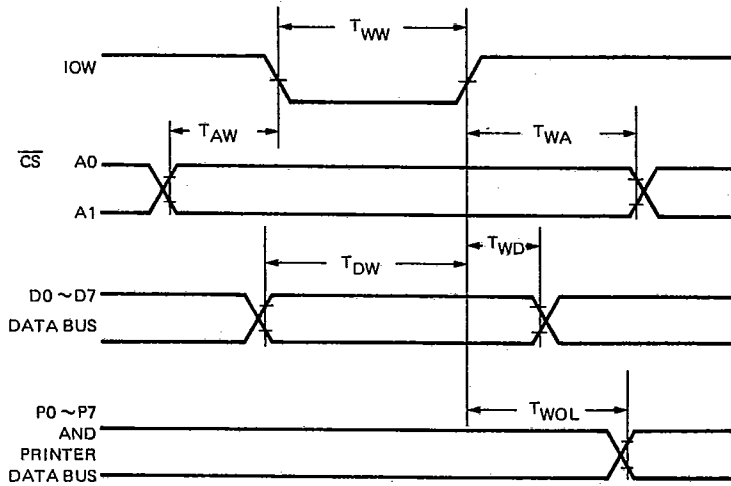 T_WW
IOW
T_AW
T_WA
C̅S̅ A0
A1
T_DW
T_WD
D0 ~ D7
DATA BUS
P0 ~ P7
T_WOL
AND
PRINTER
DATA BUS